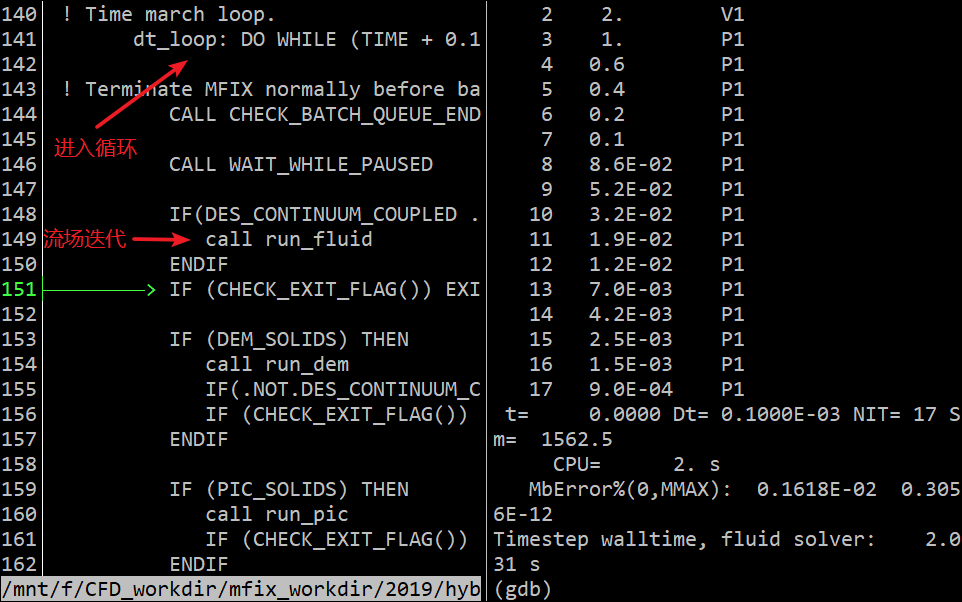 140  ! Time march loop.
141        dt_loop: DO WHILE (TIME + 0.1
142
143  ! Terminate MFIX normally before ba
144           CALL CHECK_BATCH_QUEUE_END
145
进入循环
146           CALL WAIT_WHILE_PAUSED
147
148           IF(DES_CONTINUUM_COUPLED .
149              call run_fluid
流场迭代
150           ENDIF
151           IF (CHECK_EXIT_FLAG()) EXI
152
153           IF (DEM_SOLIDS) THEN
154              call run_dem
155              IF(.NOT.DES_CONTINUUM_C
156              IF (CHECK_EXIT_FLAG())
157           ENDIF
158
159           IF (PIC_SOLIDS) THEN
160              call run_pic
161              IF (CHECK_EXIT_FLAG())
162           ENDIF
/mnt/f/CFD_workdir/mfix_workdir/2019/hyb
2    2.        V1
3    1.        P1
4   0.6        P1
5   0.4        P1
6   0.2        P1
7   0.1        P1
8   8.6E-02    P1
9   5.2E-02    P1
10   3.2E-02    P1
11   1.9E-02    P1
12   1.2E-02    P1
13   7.0E-03    P1
14   4.2E-03    P1
15   2.5E-03    P1
16   1.5E-03    P1
17   9.0E-04    P1
t=     0.0000 Dt= 0.1000E-03 NIT= 17 S
m=  1562.5
CPU=      2. s
MbError%(0,MMAX):  0.1618E-02  0.305
6E-12
Timestep walltime, fluid solver:    2.0
31 s
(gdb)